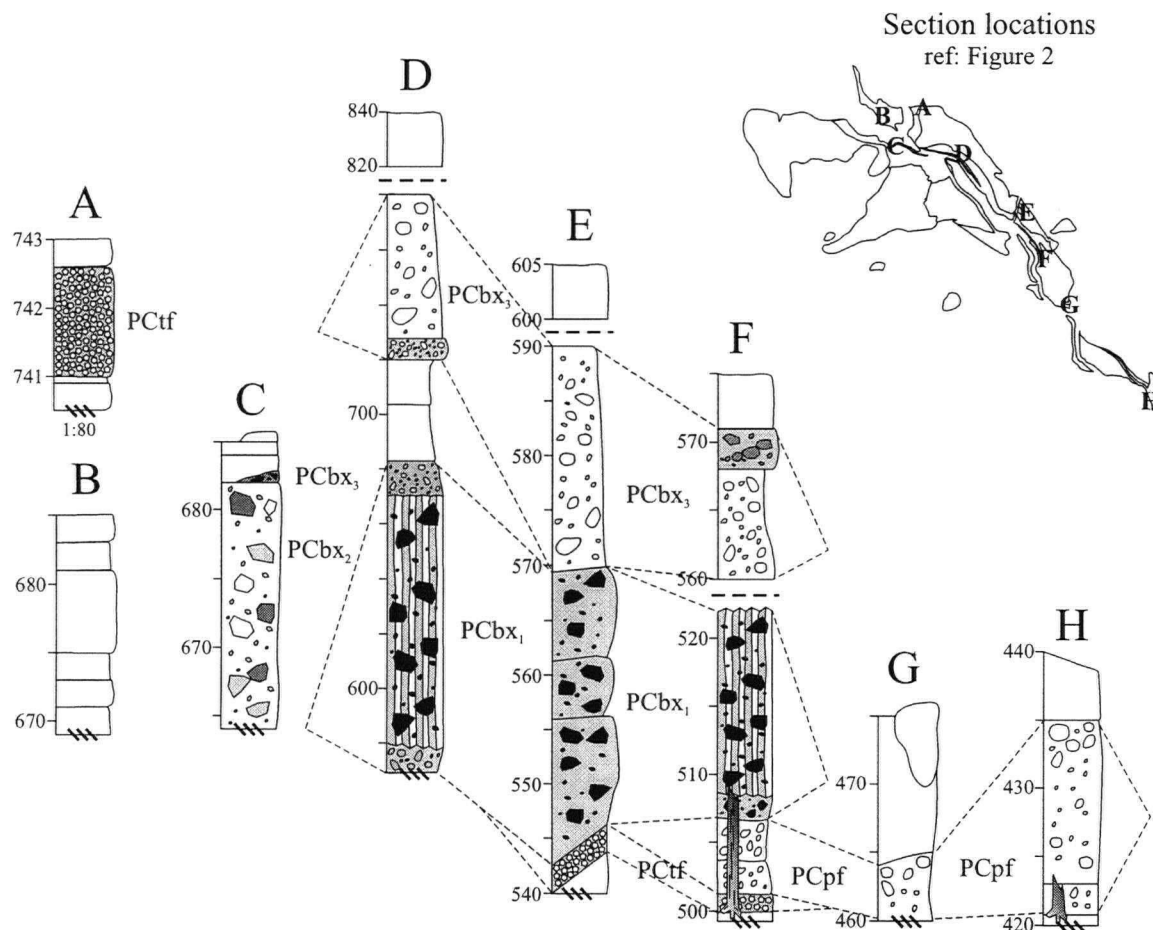 Section locations
ref: Figure 2
B A
C D
E
F
G
H
A
743
742
741
PCtf
1:80
B
680
670
C
680
670
PCbx3
PCbx2
D
840
820
700
600
PCbx3
PCbx1
E
605
600
590
580
570
560
550
540
PCbx3
PCbx1
PCtf
F
570
560
520
510
500
PCpf
G
470
460
PCpf
H
440
430
420